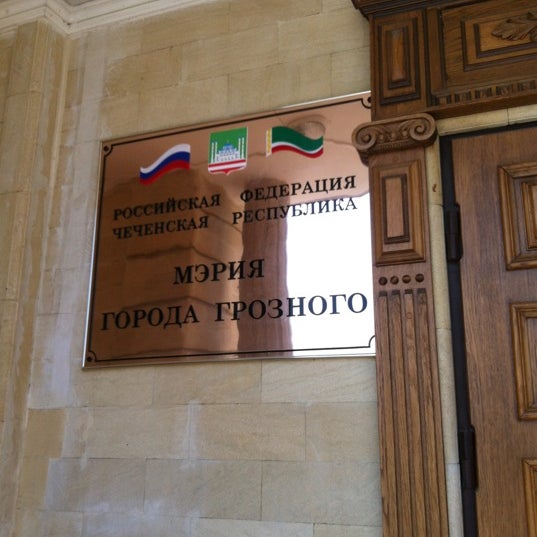 РОССИЙСКАЯ ФЕДЕРАЦИЯ
ЧЕЧЕНСКАЯ РЕСПУБЛИКА
МЭРИЯ
ГОРОДА ГРОЗНОГО